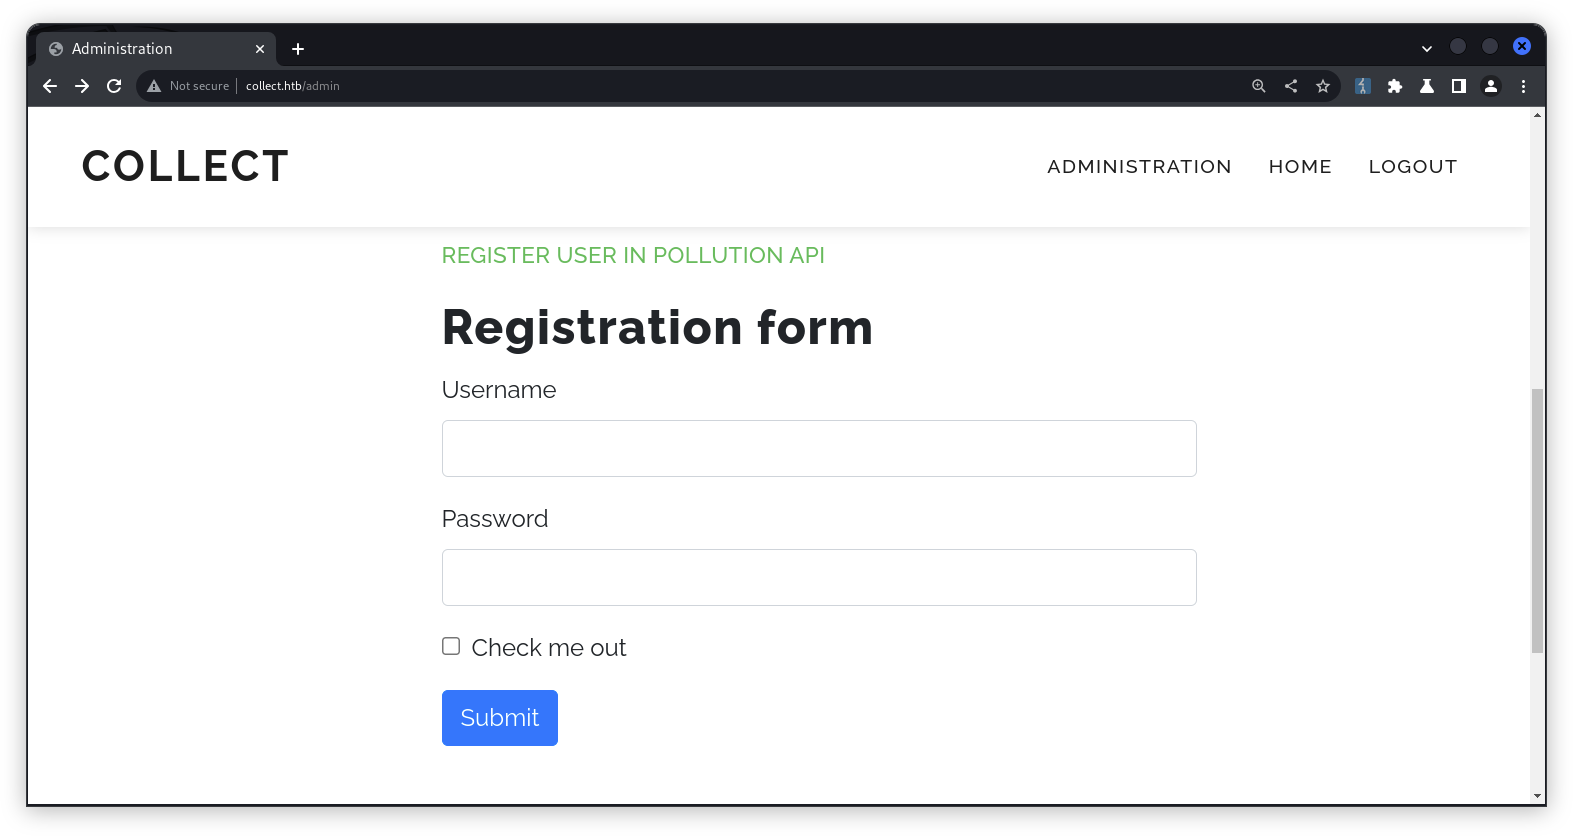 Administration
Not secure collect.htb/admin
COLLECT
ADMINISTRATION HOME LOGOUT
REGISTER USER IN POLLUTION API
Registration form
Username
Password
Check me out
Submit